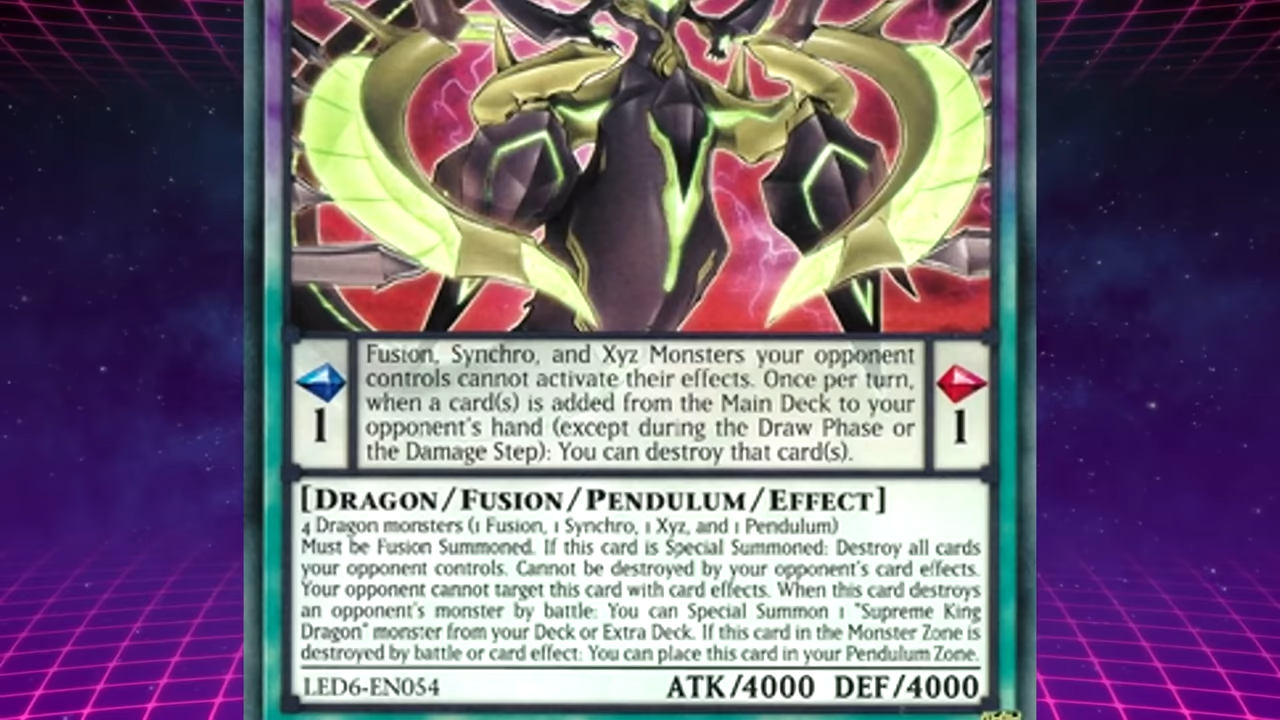 Fusion, Synchro, and Xyz Monsters your opponent
controls cannot activate their effects. Once per turn,
when a card(s) is added from the Main Deck to your
opponent's hand (except during the Draw Phase or
the Damage Step): You can destroy that card(s).
1
1
[DRAGON/FUSION/PENDULUM/EFFECT]
4 Dragon monsters (1 Fusion, 1 Synchro, 1 Xyz, and 1 Pendulum)
Must be Fusion Summoned. If this card is Special Summoned: Destroy all cards
your opponent controls. Cannot be destroyed by your opponent's card effects.
Your opponent cannot target this card with card effects. When this card destroys
an opponent's monster by battle: You can Special Summon 1 "Supreme King
Dragon" monster from your Deck or Extra Deck. If this card in the Monster Zone is
destroyed by battle or card effect: You can place this card in your Pendulum Zone.
LED6-EN054
ATK/4000 DEF/4000